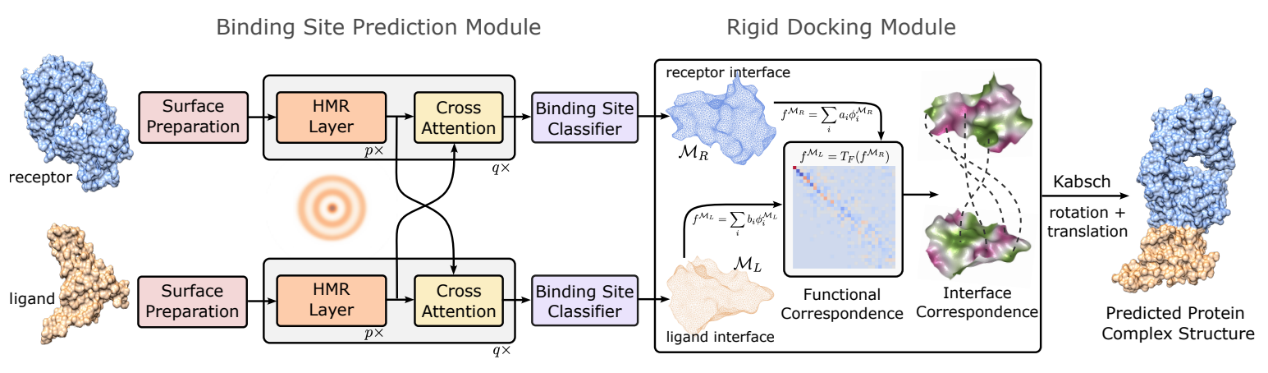 Binding Site Prediction Module
Rigid Docking Module
receptor
Surface
Preparation
HMR
Layer
p×
Cross
Attention
q×
Binding Site
Classifier
ligand
Surface
Preparation
HMR
Layer
p×
Cross
Attention
q×
Binding Site
Classifier
receptor interface
ℳ_R
f^{ℳ_R} = ∑_i a_i ϕ_i^{ℳ_R}
f^{ℳ_L} = T_F(f^{ℳ_R})
f^{ℳ_L} = ∑_i b_i ϕ_i^{ℳ_L}
ℳ_L
ligand interface
Functional
Correspondence
Interface
Correspondence
Kabsch
rotation +
translation
Predicted Protein
Complex Structure